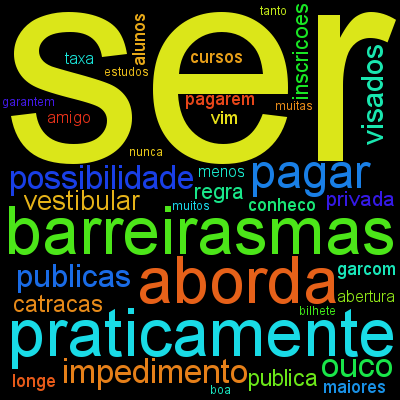 ser
tanto
alunos
inscricoes
taxa
cursos
visados
estudos
garantem
pagarem
muitas
amigo
vim
nunca
possibilidade
menos
pagar
regra
vestibular
muitos
conheco
privada
barreirasmas
publicas
aborda
garcom
catracas
abertura
bilhete
praticamente
impedimento
publica
ouco
longe
boa
maiores